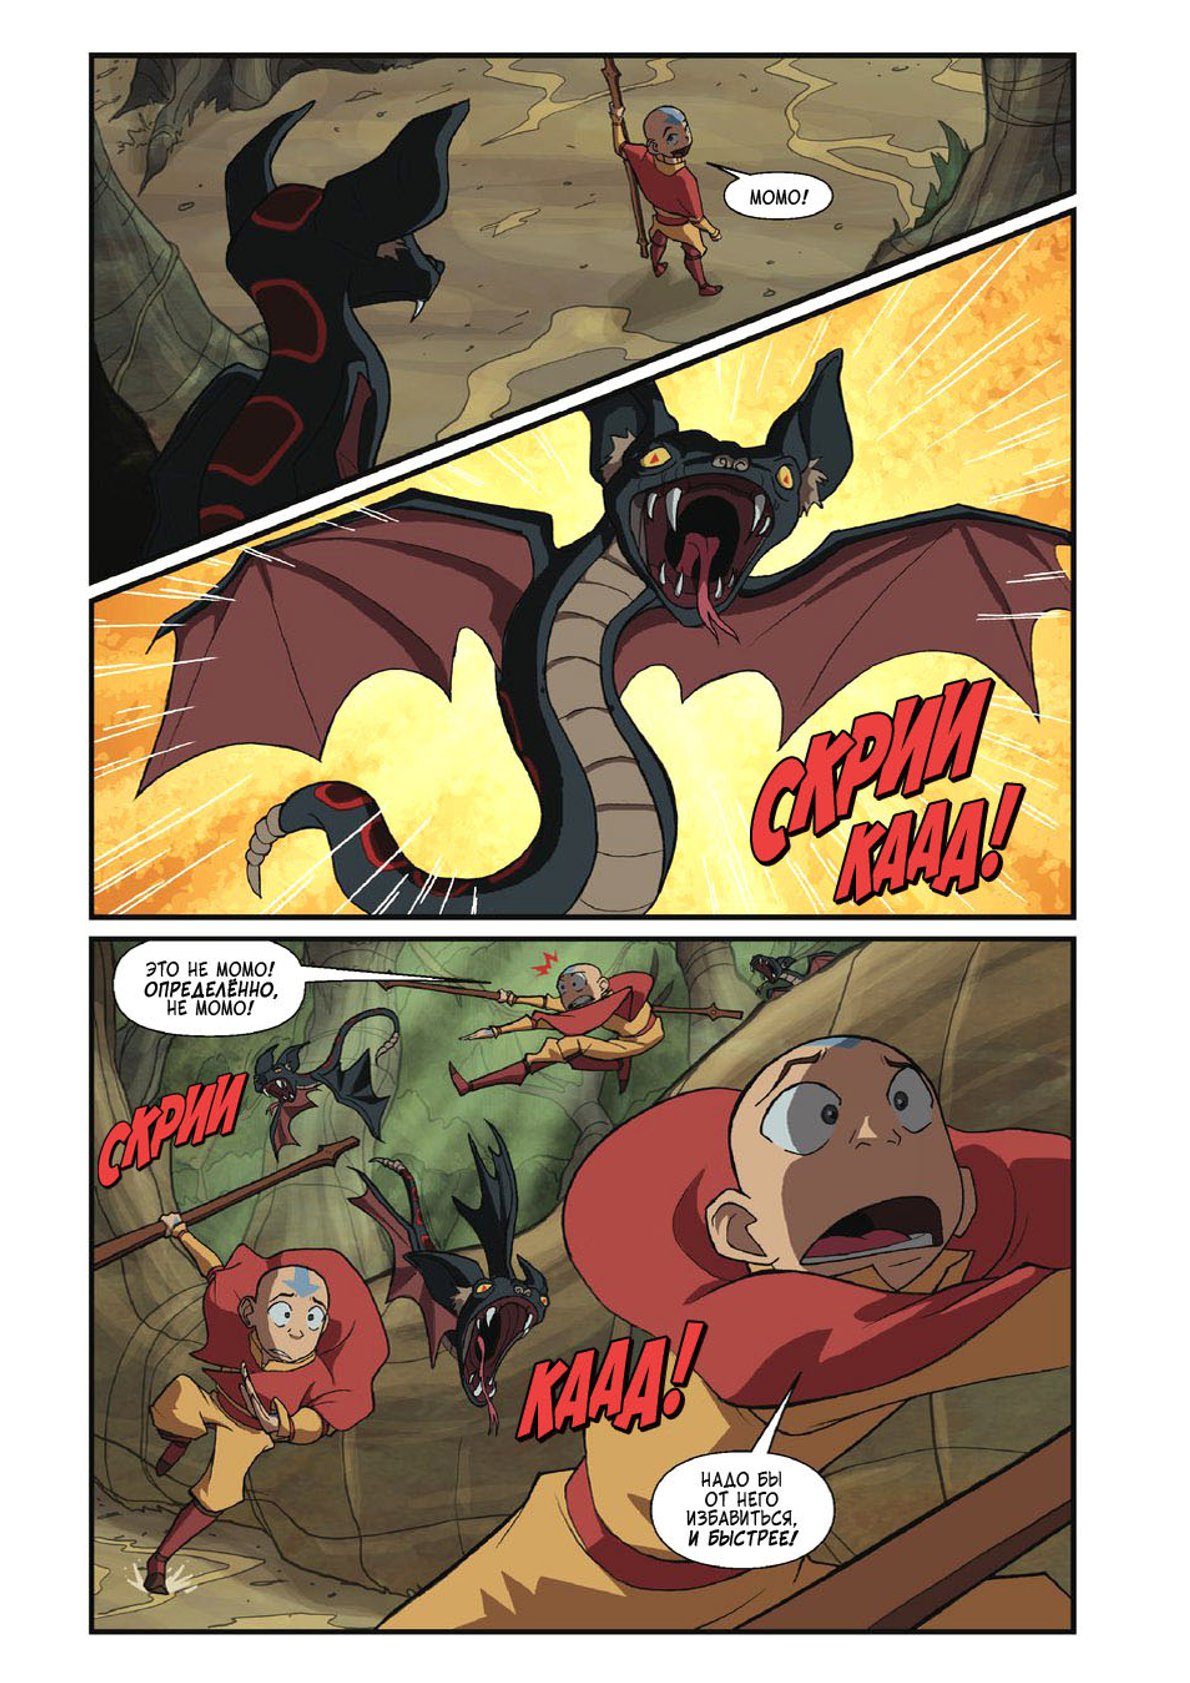 МОМО!
СКРИИ
КААА!
ЭТО НЕ МОМО!
ОПРЕДЕЛЁННО,
НЕ МОМО!
СКРИИ
КААА!
НАДО БЫ
ОТ НЕГО
ИЗБАВИТЬСЯ,
И БЫСТРЕЕ!